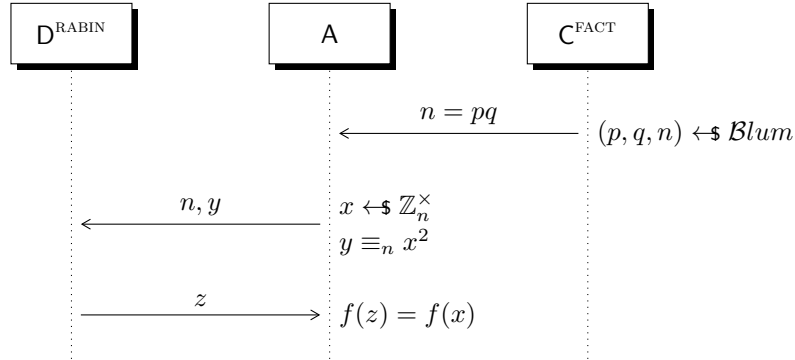 D^RABIN A C^FACT
n = pq
(p, q, n) ←$ Blum
n, y
x ←$ ℤ_n^×
y ≡_n x^2
z
f(z) = f(x)